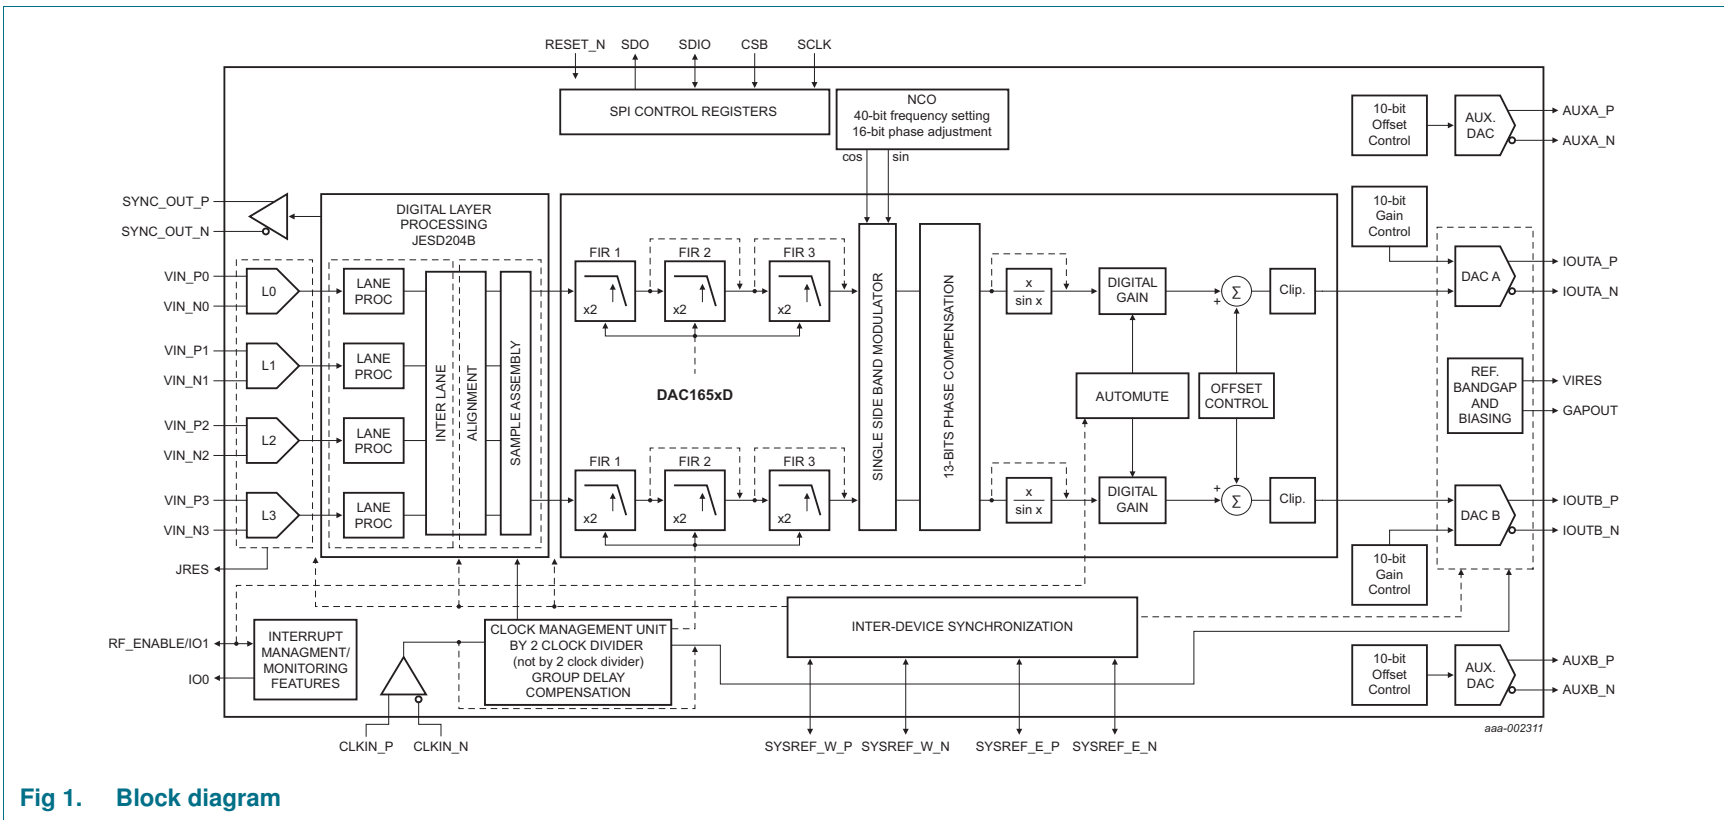 RESET_N SDO SDIO CSB SCLK
SPI CONTROL REGISTERS
NCO
40-bit frequency setting
16-bit phase adjustment
cos sin
10-bit
Offset
Control
AUX.
DAC
AUXA_P
AUXA_N
SYNC_OUT_P
SYNC_OUT_N
DIGITAL LAYER
PROCESSING
JESD204B
10-bit
Gain
Control
VIN_P0
VIN_N0
L0
LANE
PROC
VIN_P1
VIN_N1
L1
LANE
PROC
VIN_P2
VIN_N2
L2
LANE
PROC
VIN_P3
VIN_N3
L3
LANE
PROC
JRES
INTER LANE
ALIGNMENT
SAMPLE ASSEMBLY
FIR 1
x2
FIR 2
x2
FIR 3
x2
DAC165xD
FIR 1
x2
FIR 2
x2
FIR 3
x2
SINGLE SIDE BAND MODULATOR
13-BITS PHASE COMPENSATION
x
sin x
DIGITAL
GAIN
+
Σ
Clip.
AUTOMUTE
OFFSET
CONTROL
x
sin x
DIGITAL
GAIN
+
Σ
Clip.
DAC A
IOUTA_P
IOUTA_N
REF.
BANDGAP
AND
BIASING
VIRES
GAPOUT
DAC B
IOUTB_P
IOUTB_N
10-bit
Gain
Control
RF_ENABLE/IO1
IO0
INTERRUPT
MANAGMENT/
MONITORING
FEATURES
CLOCK MANAGEMENT UNIT
BY 2 CLOCK DIVIDER
(not by 2 clock divider)
GROUP DELAY
COMPENSATION
INTER-DEVICE SYNCHRONIZATION
10-bit
Offset
Control
AUX.
DAC
AUXB_P
AUXB_N
CLKIN_P CLKIN_N
SYSREF_W_P SYSREF_W_N SYSREF_E_P SYSREF_E_N
aaa-002311
Fig 1. Block diagram